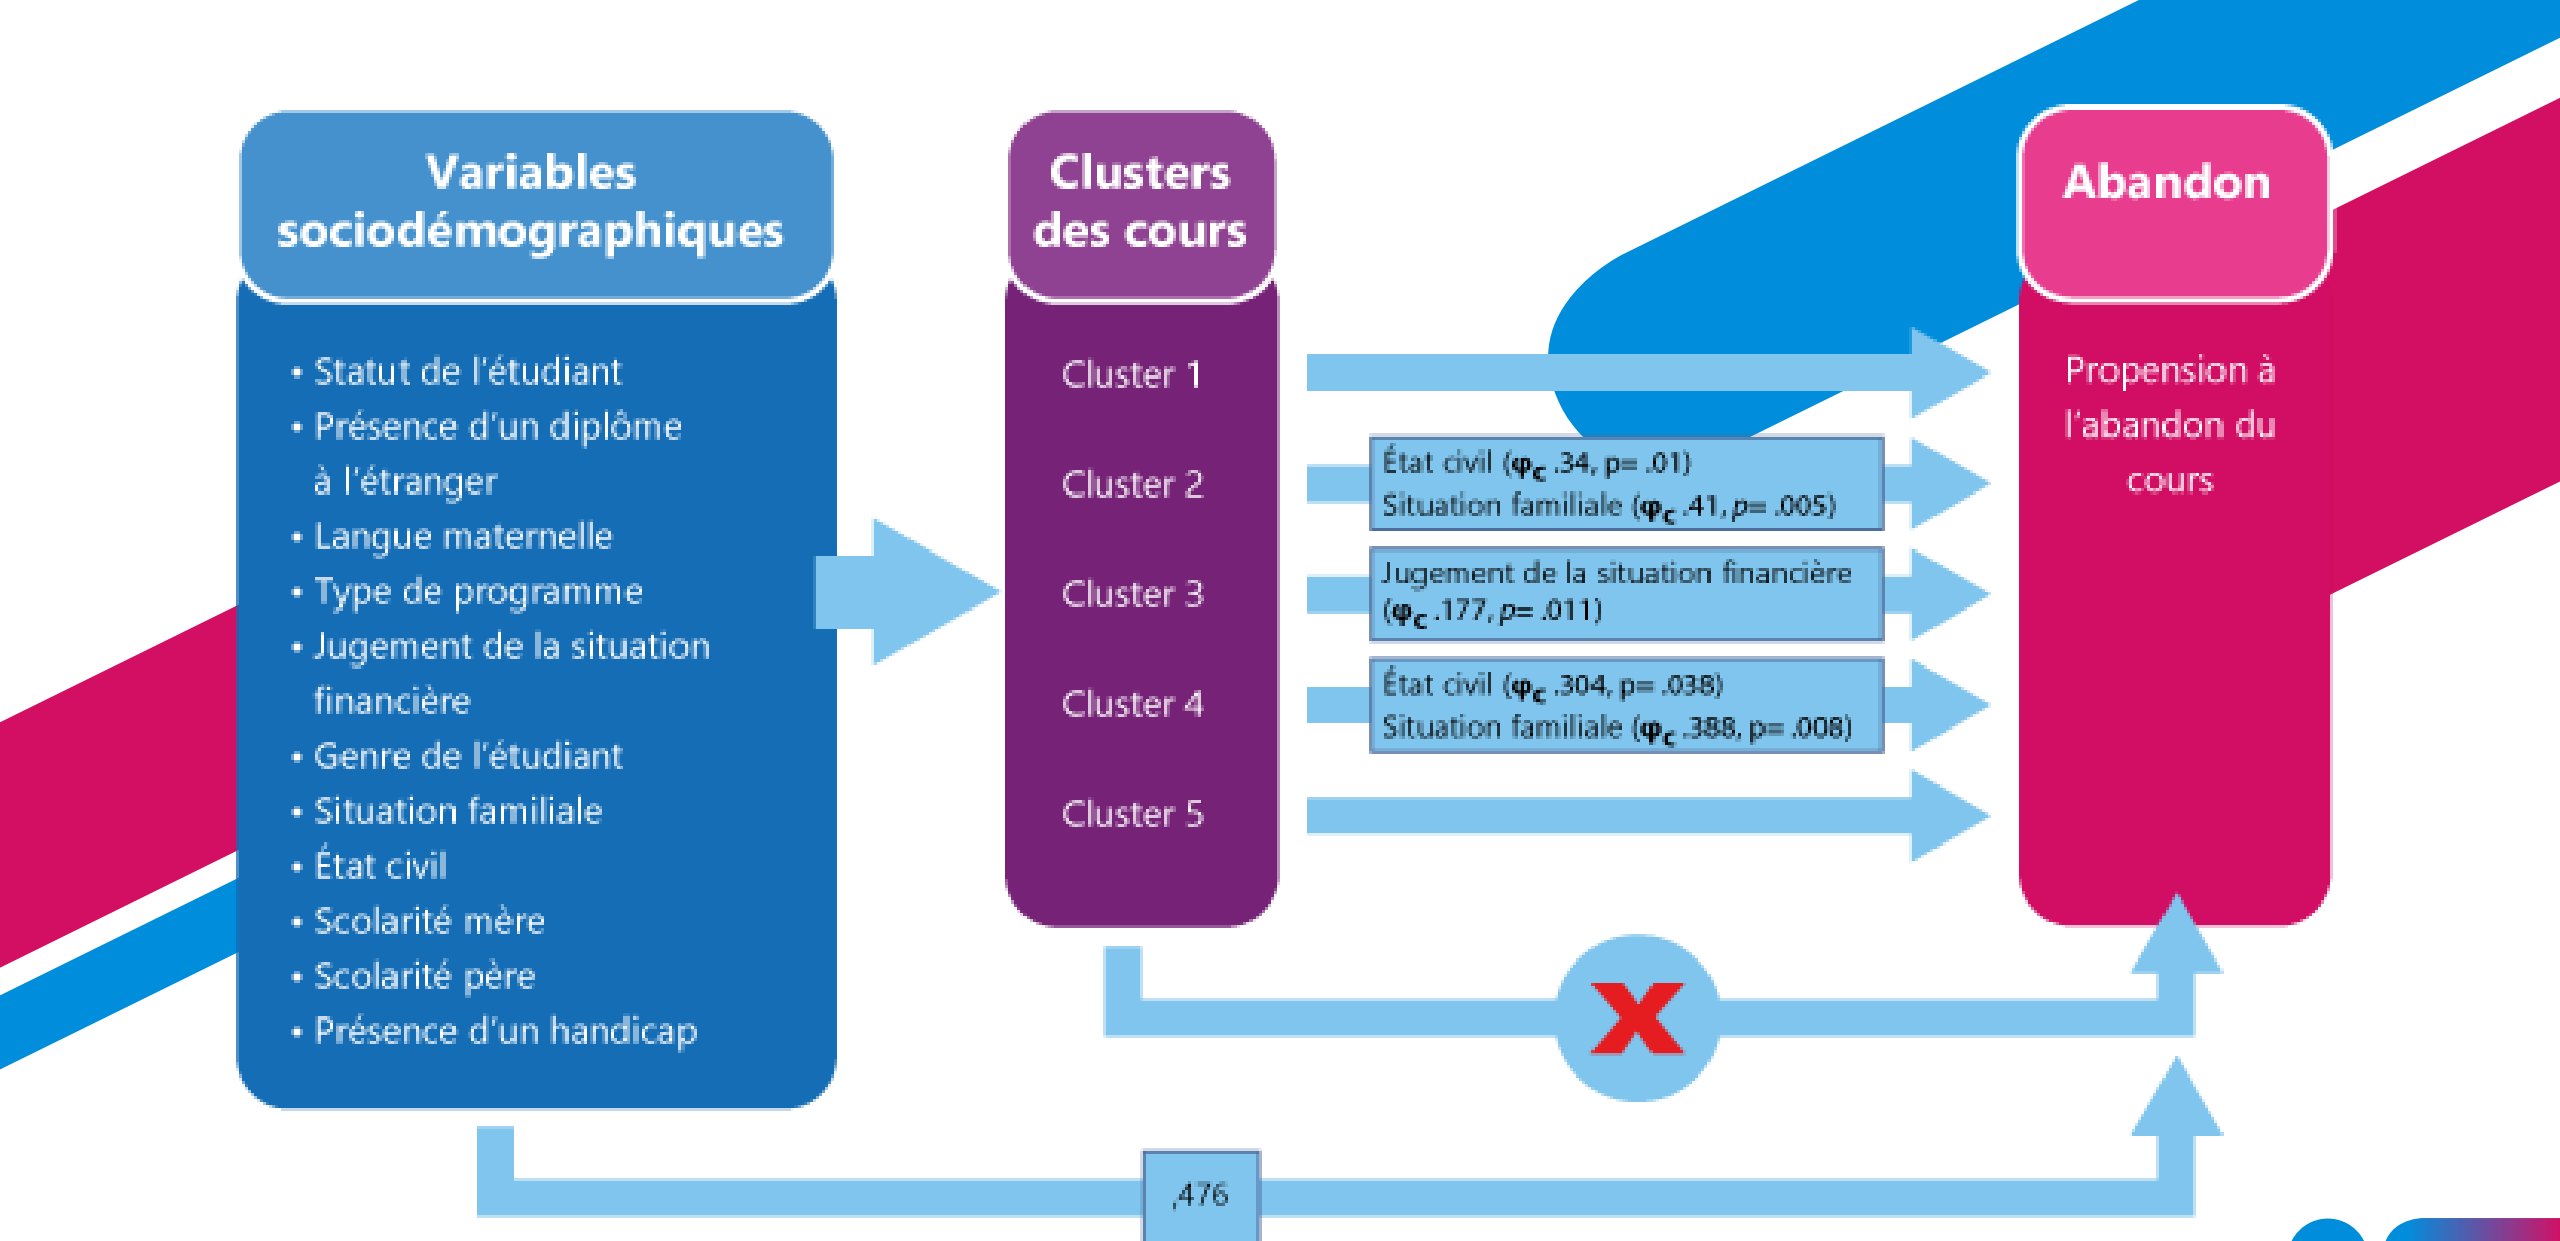 Variables
sociodémographiques
• Statut de l'étudiant
• Présence d'un diplôme
à l'étranger
• Langue maternelle
• Type de programme
• Jugement de la situation
financière
• Genre de l'étudiant
• Situation familiale
• État civil
• Scolarité mère
• Scolarité père
• Présence d'un handicap
Clusters
des cours
Cluster 1
Cluster 2
Cluster 3
Cluster 4
Cluster 5
État civil (φc .34, p= .01)
Situation familiale (φc .41, p= .005)
Jugement de la situation financière
(φc .177, p= .011)
État civil (φc .304, p= .038)
Situation familiale (φc .388, p= .008)
Abandon
Propension à
l'abandon du
cours
X
,476